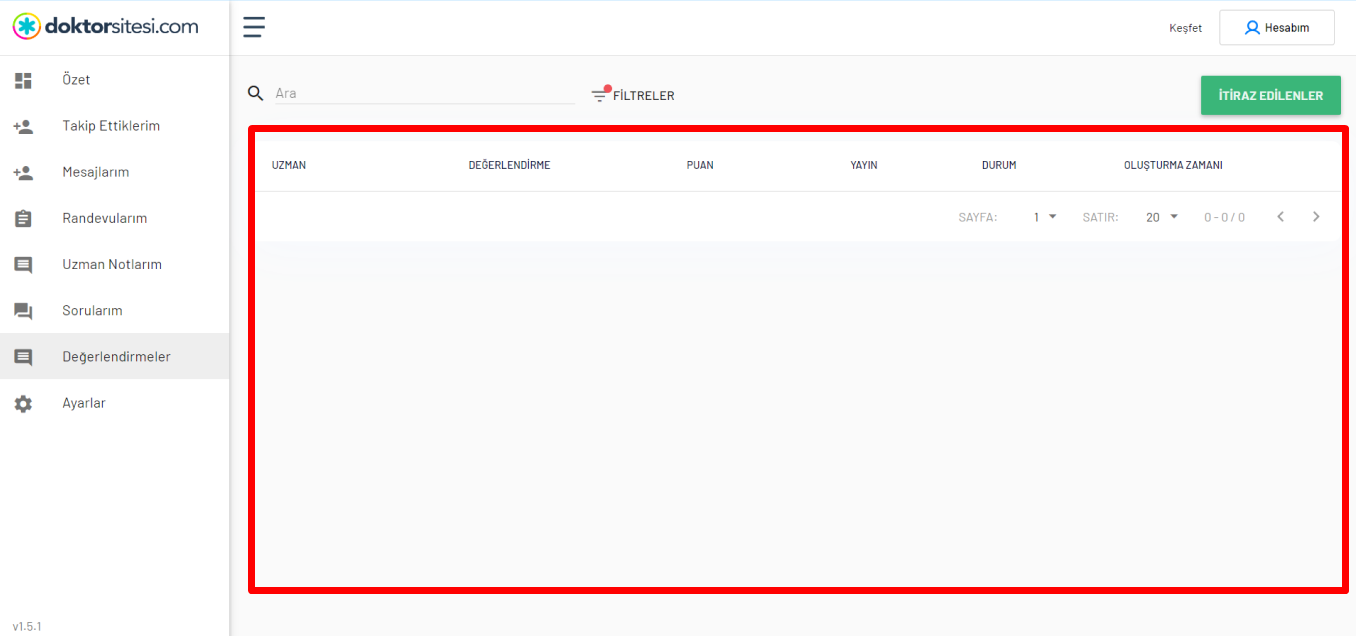 doktorsitesi.com
Keşfet
Hesabım
Özet
Takip Ettiklerim
Mesajlarım
Randevularım
Uzman Notlarım
Sorularım
Değerlendirmeler
Ayarlar
v1.5.1
Ara
FİLTRELER
İTİRAZ EDİLENLER
UZMAN DEĞERLENDİRME PUAN YAYIN DURUM OLUŞTURMA ZAMANI
SAYFA: 1 SATIR: 20 0-0 / 0